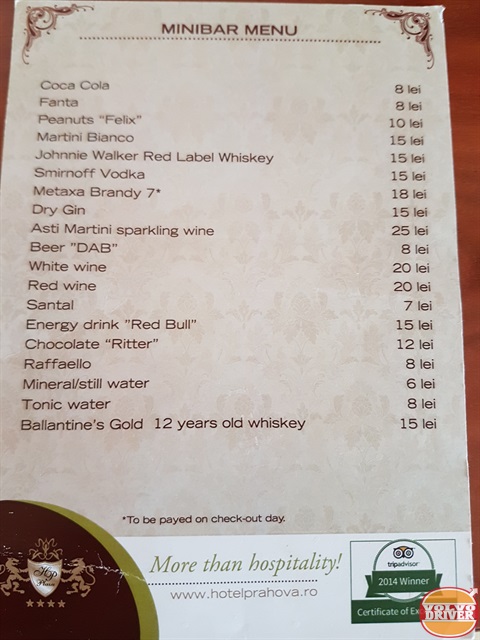 MINIBAR MENU
Coca Cola 8 lei
Fanta 8 lei
Peanuts "Felix" 10 lei
Martini Bianco 15 lei
Johnnie Walker Red Label Whiskey 15 lei
Smirnoff Vodka 15 lei
Metaxa Brandy 7* 18 lei
Dry Gin 15 lei
Asti Martini sparkling wine 25 lei
Beer "DAB" 8 lei
White wine 20 lei
Red wine 20 lei
Santal 7 lei
Energy drink "Red Bull" 15 lei
Chocolate "Ritter" 12 lei
Raffaello 8 lei
Mineral/still water 6 lei
Tonic water 8 lei
Ballantine's Gold 12 years old whiskey 15 lei
*To be payed on check-out day.
HP
Plaza
More than hospitality!
www.hotelprahova.ro
tripadvisor
2014 Winner
Certificate of
VOLVO
DRIVER